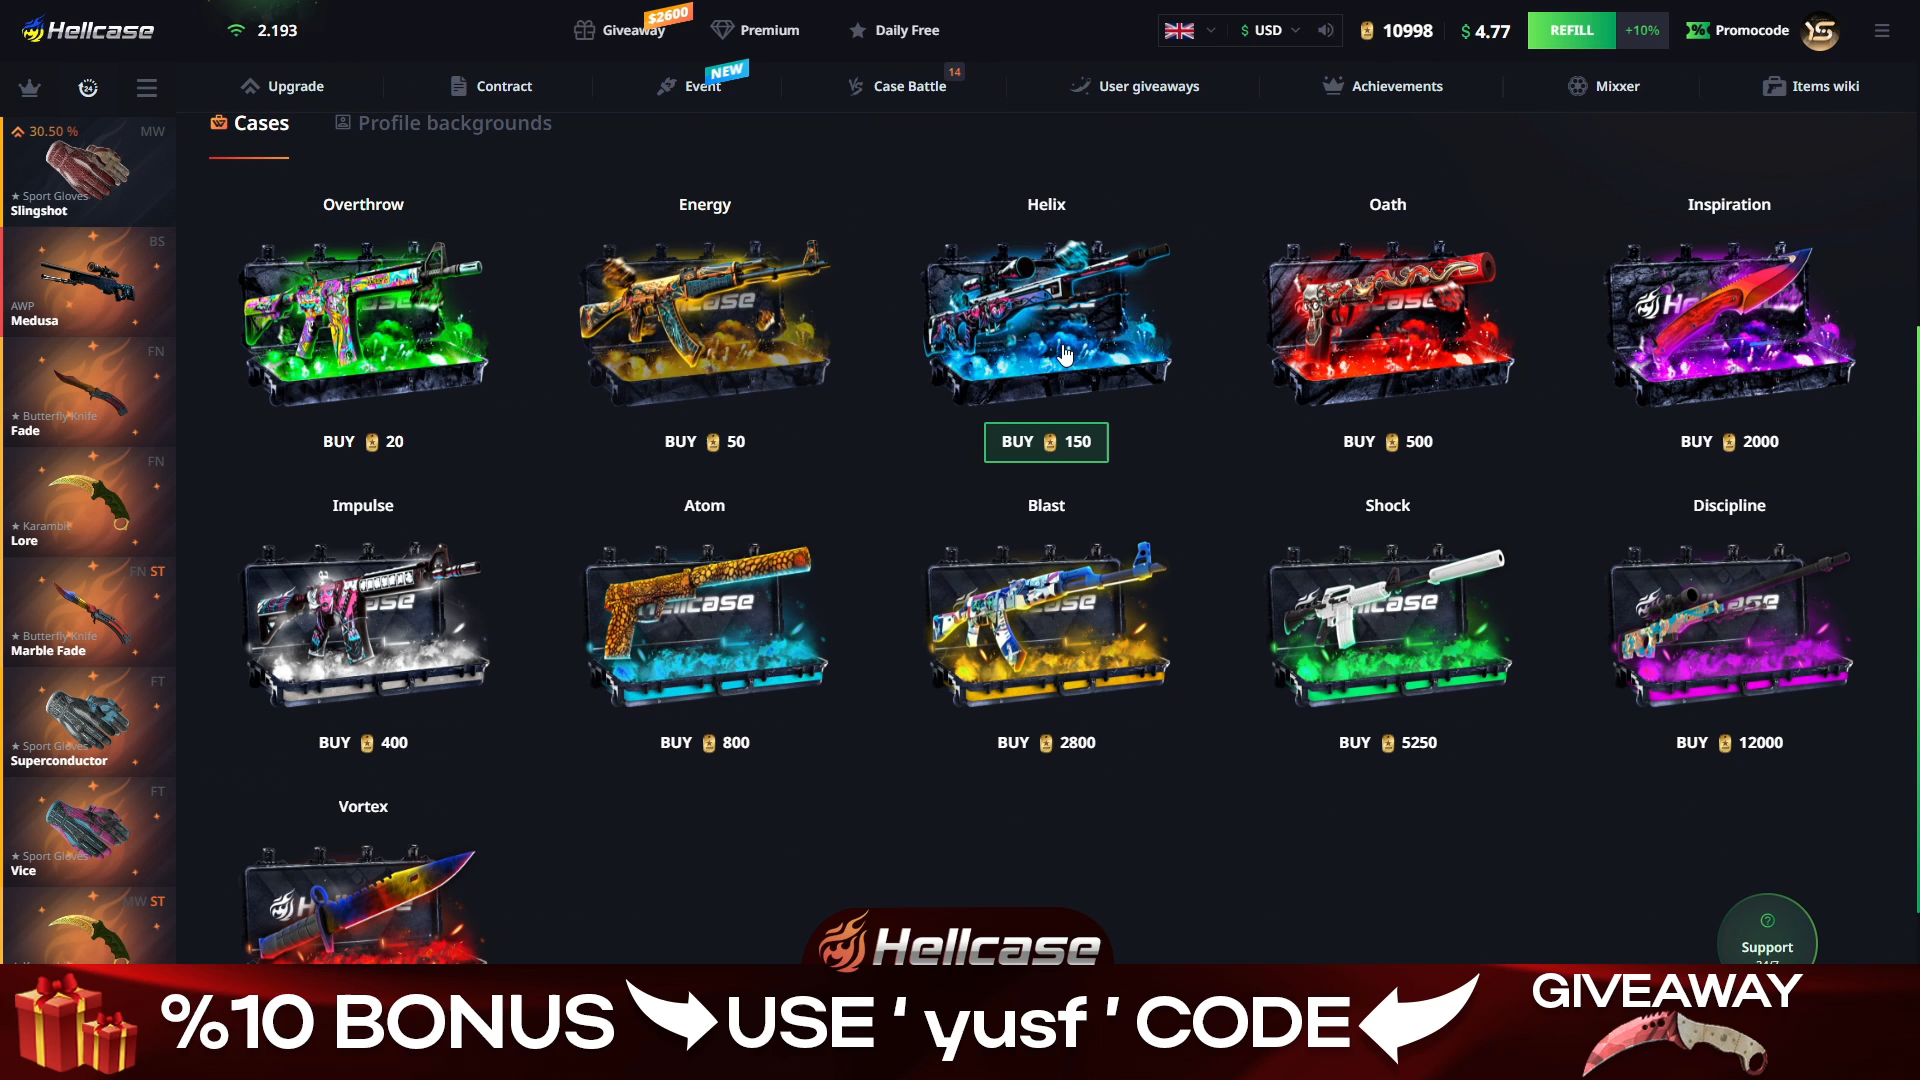 Hellcase
2.193
Giveaway
$2600
Premium
Daily Free
$ USD
10998
$ 4.77
REFILL
+10%
Promocode
24
Upgrade
Contract
Event
NEW
Case Battle
14
User giveaways
Achievements
Mixxer
Items wiki
Cases
Profile backgrounds
30.50 %
MW
★ Sport Gloves
Slingshot
BS
AWP
Medusa
FN
★ Butterfly Knife
Fade
FN
★ Karambit
Lore
FN ST
★ Butterfly Knife
Marble Fade
FT
★ Sport Gloves
Superconductor
FT
★ Sport Gloves
Vice
MW ST
Overthrow
Energy
Helix
Oath
Inspiration
BUY 20
BUY 50
BUY 150
BUY 500
BUY 2000
Impulse
Atom
Blast
Shock
Discipline
BUY 400
BUY 800
BUY 2800
BUY 5250
BUY 12000
Vortex
Support
Hellcase
%10 BONUS USE ' yusf ' CODE
GIVEAWAY